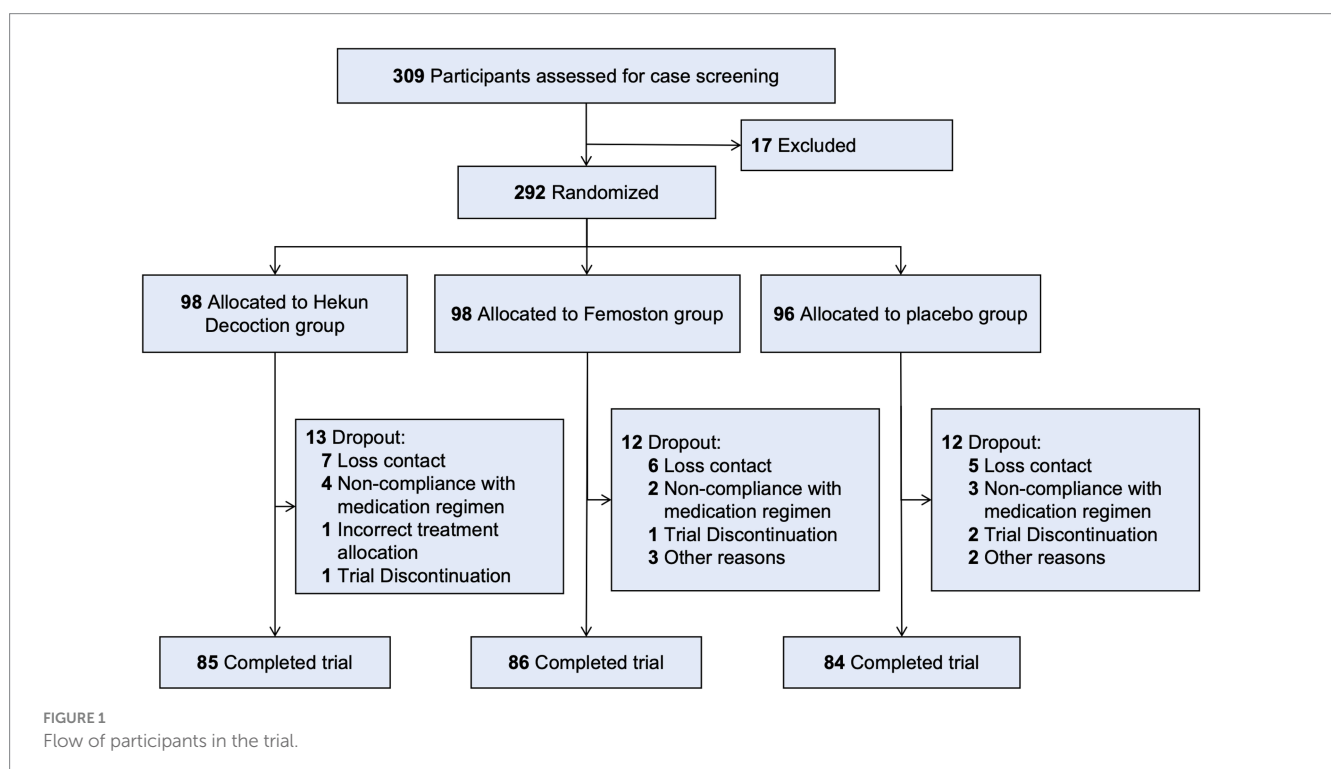 309 Participants assessed for case screening
17 Excluded
292 Randomized
98 Allocated to Hekun
Decoction group
98 Allocated to Femoston group
96 Allocated to placebo group
13 Dropout:
7 Loss contact
4 Non-compliance with
medication regimen
1 Incorrect treatment
allocation
1 Trial Discontinuation
12 Dropout:
6 Loss contact
2 Non-compliance with
medication regimen
1 Trial Discontinuation
3 Other reasons
12 Dropout:
5 Loss contact
3 Non-compliance with
medication regimen
2 Trial Discontinuation
2 Other reasons
85 Completed trial
86 Completed trial
84 Completed trial
FIGURE 1
Flow of participants in the trial.